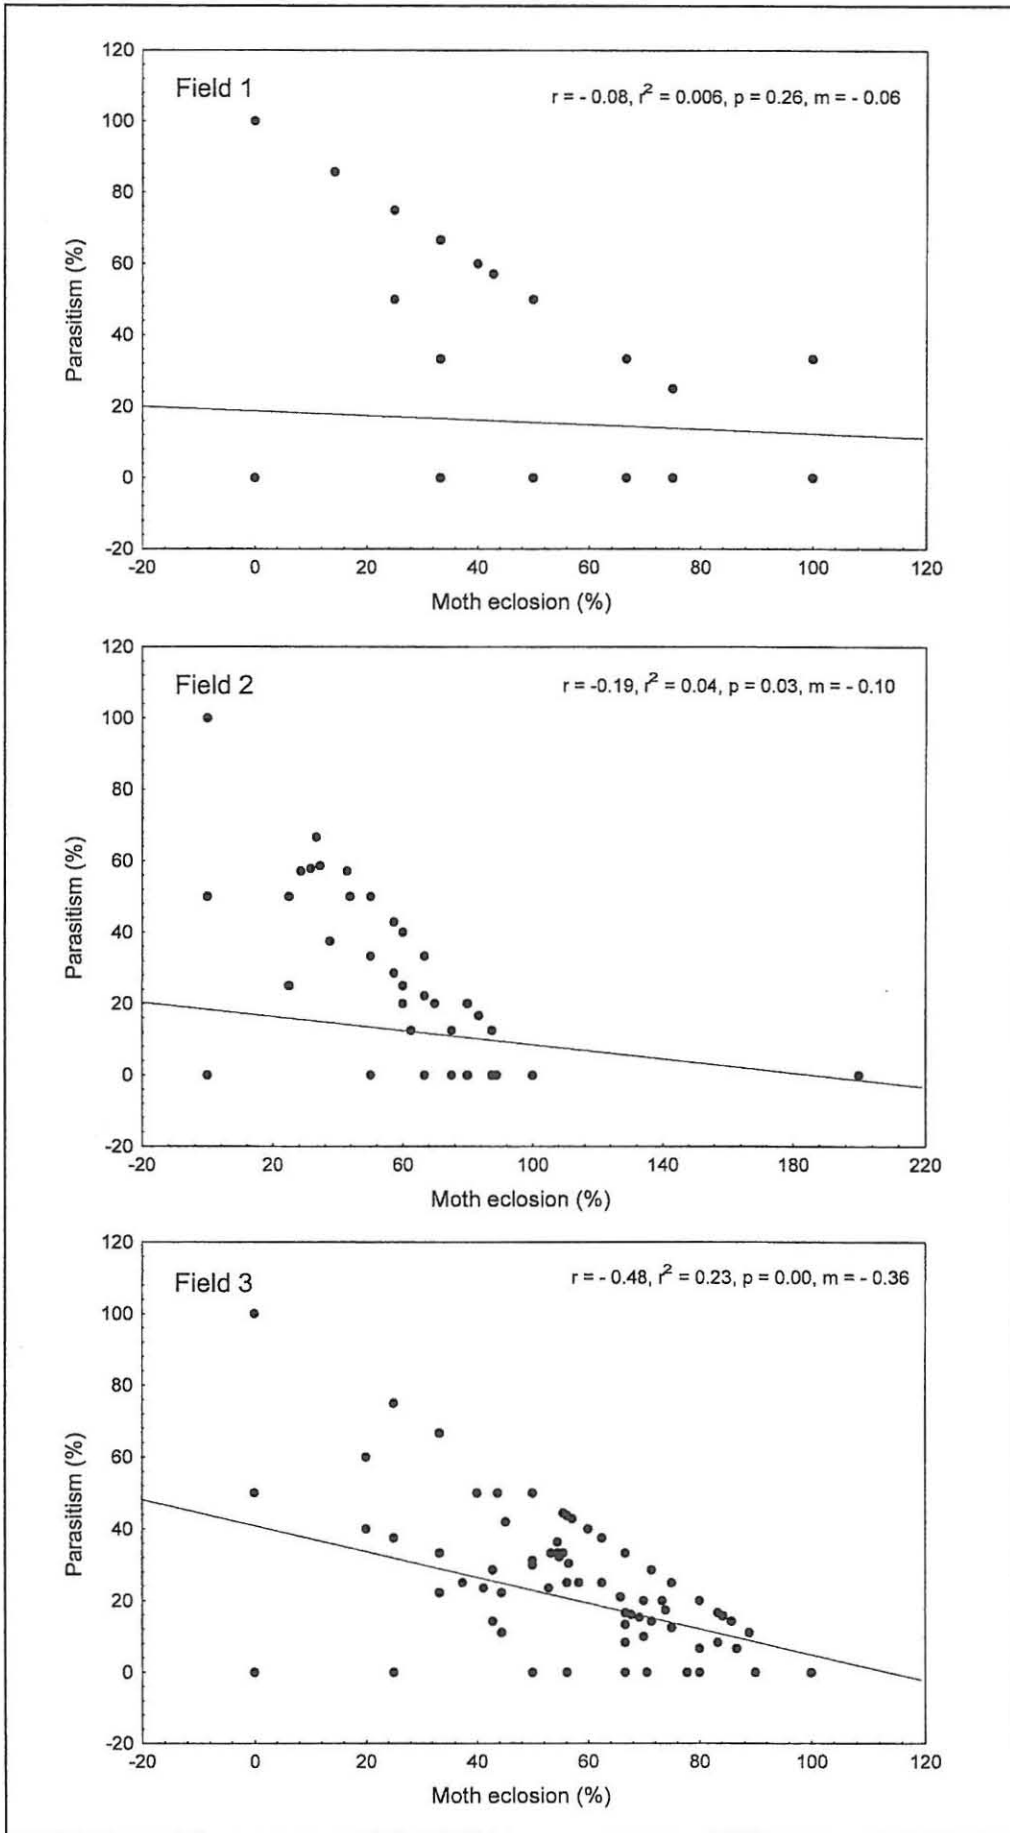 120
Field 1
r = - 0.08, r² = 0.006, p = 0.26, m = - 0.06
100
80
60
40
20
0
-20
Parasitism (%)
-20 0 20 40 60 80 100 120
Moth eclosion (%)
120
Field 2
r = -0.19, r² = 0.04, p = 0.03, m = - 0.10
100
80
60
40
20
0
-20
Parasitism (%)
-20 20 60 100 140 180 220
Moth eclosion (%)
120
Field 3
r = - 0.48, r² = 0.23, p = 0.00, m = - 0.36
100
80
60
40
20
0
-20
Parasitism (%)
-20 0 20 40 60 80 100 120
Moth eclosion (%)